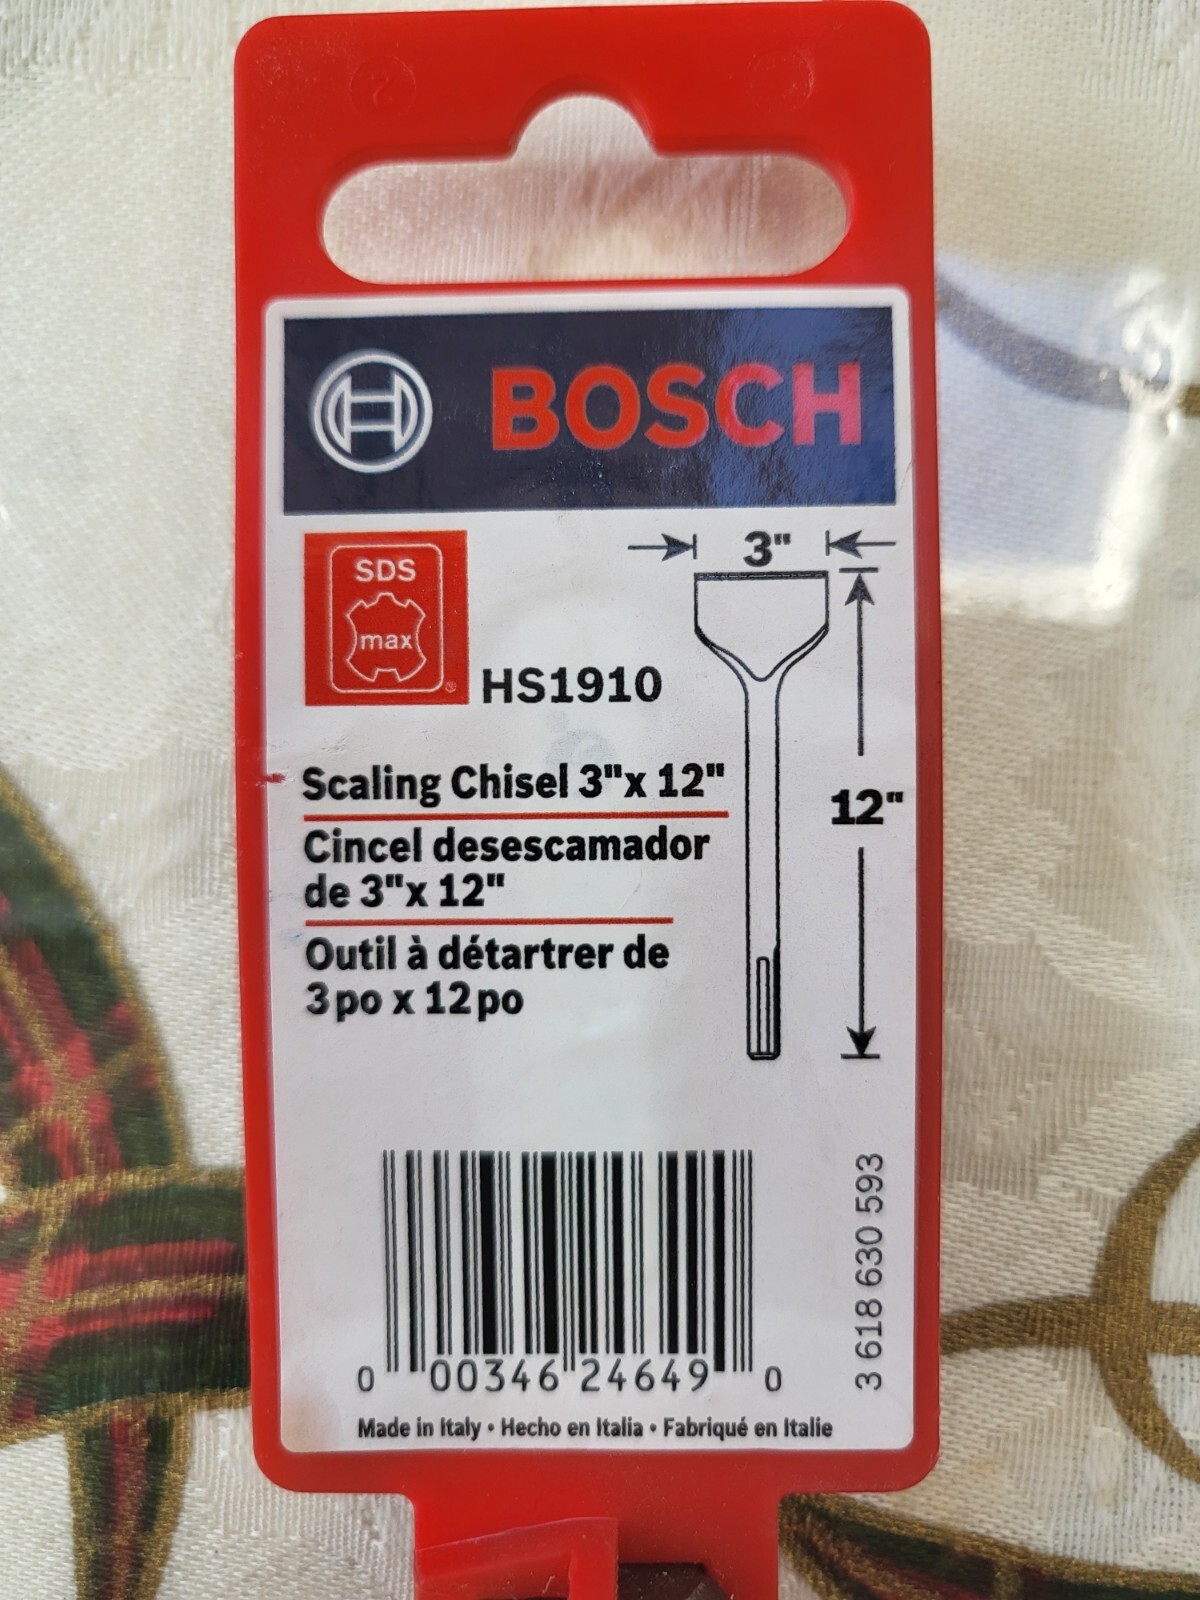 BOSCH
3"
SDS
max
®
HS1910
12"
Scaling Chisel 3"x 12"
Cincel desescamador
de 3"x 12"
Outil à détartrer de
3 po x 12 po
3 618 630 593
0 00346 24649 0
Made in Italy • Hecho en Italia • Fabriqué en Italie